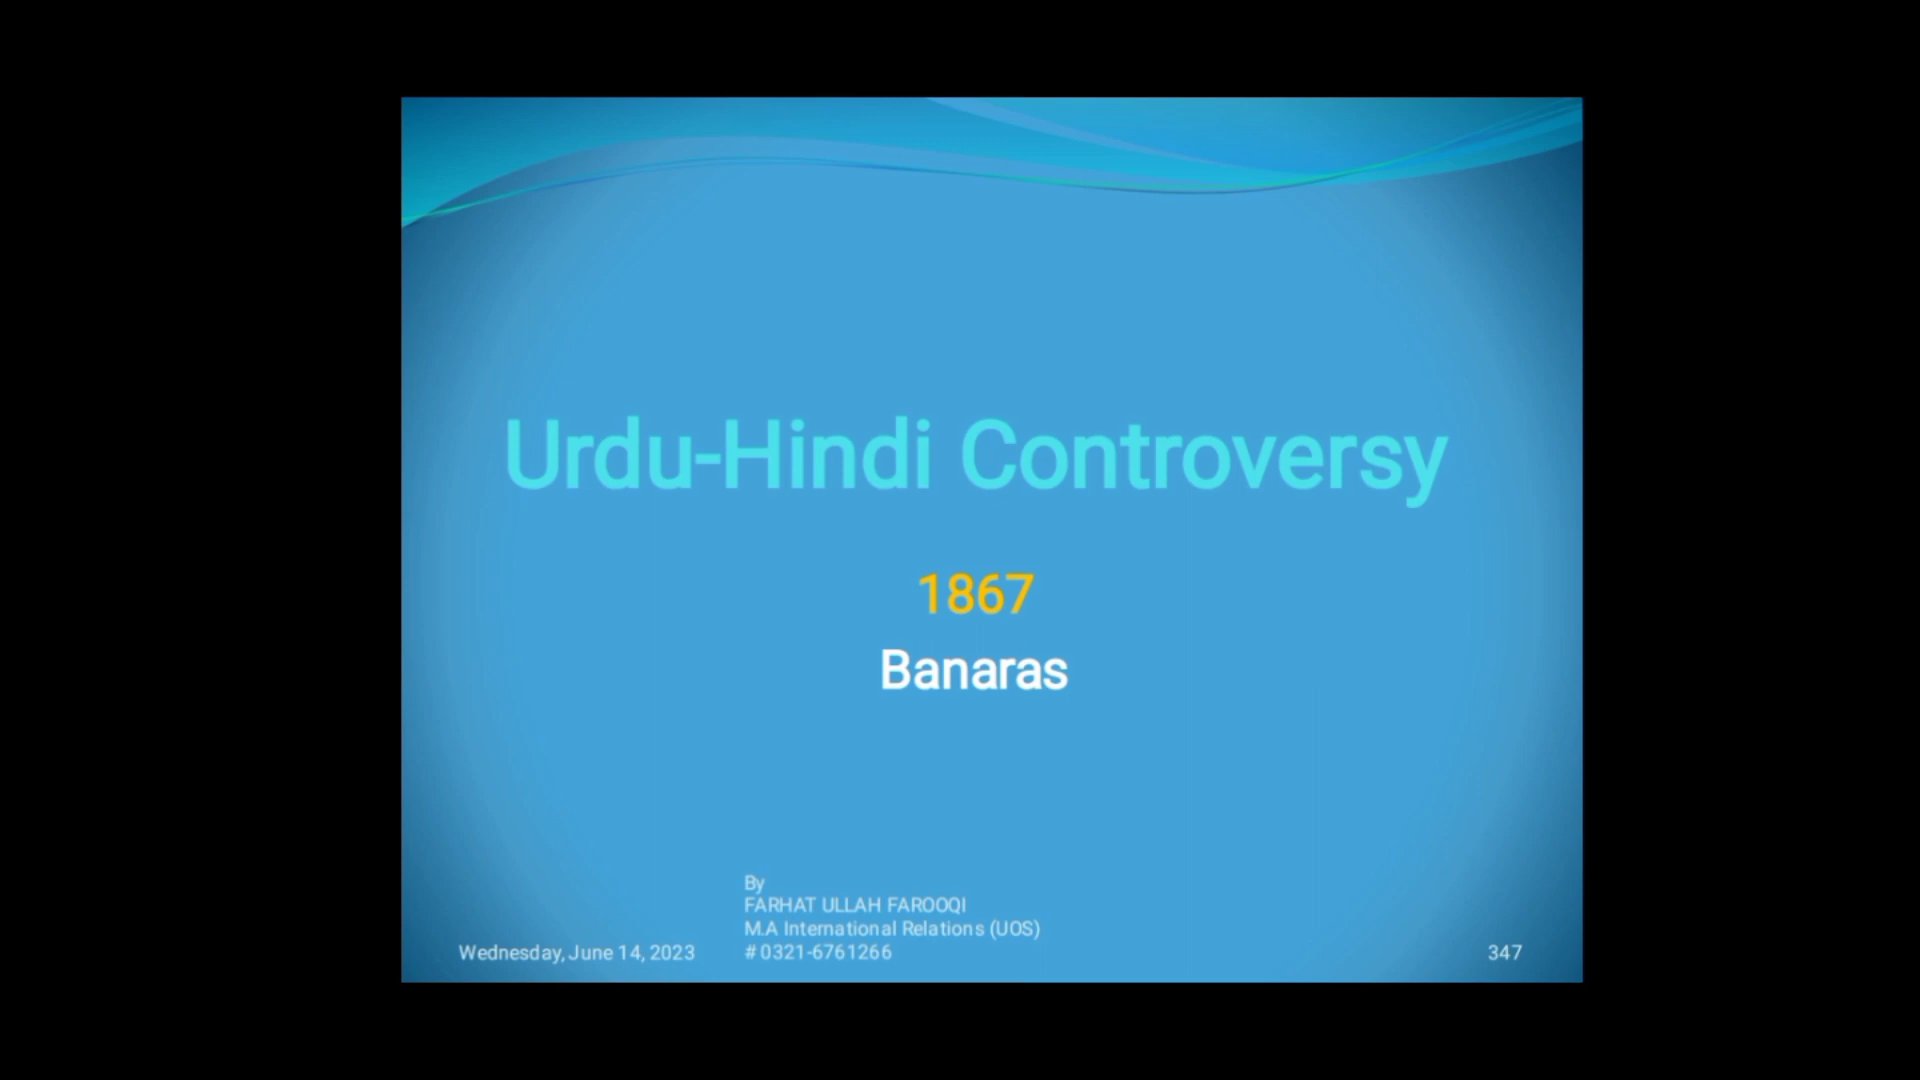 Urdu-Hindi Controversy
1867
Banaras
By
FARHAT ULLAH FAROOQI
M.A International Relations (UOS)
# 0321-6761266
Wednesday, June 14, 2023
347